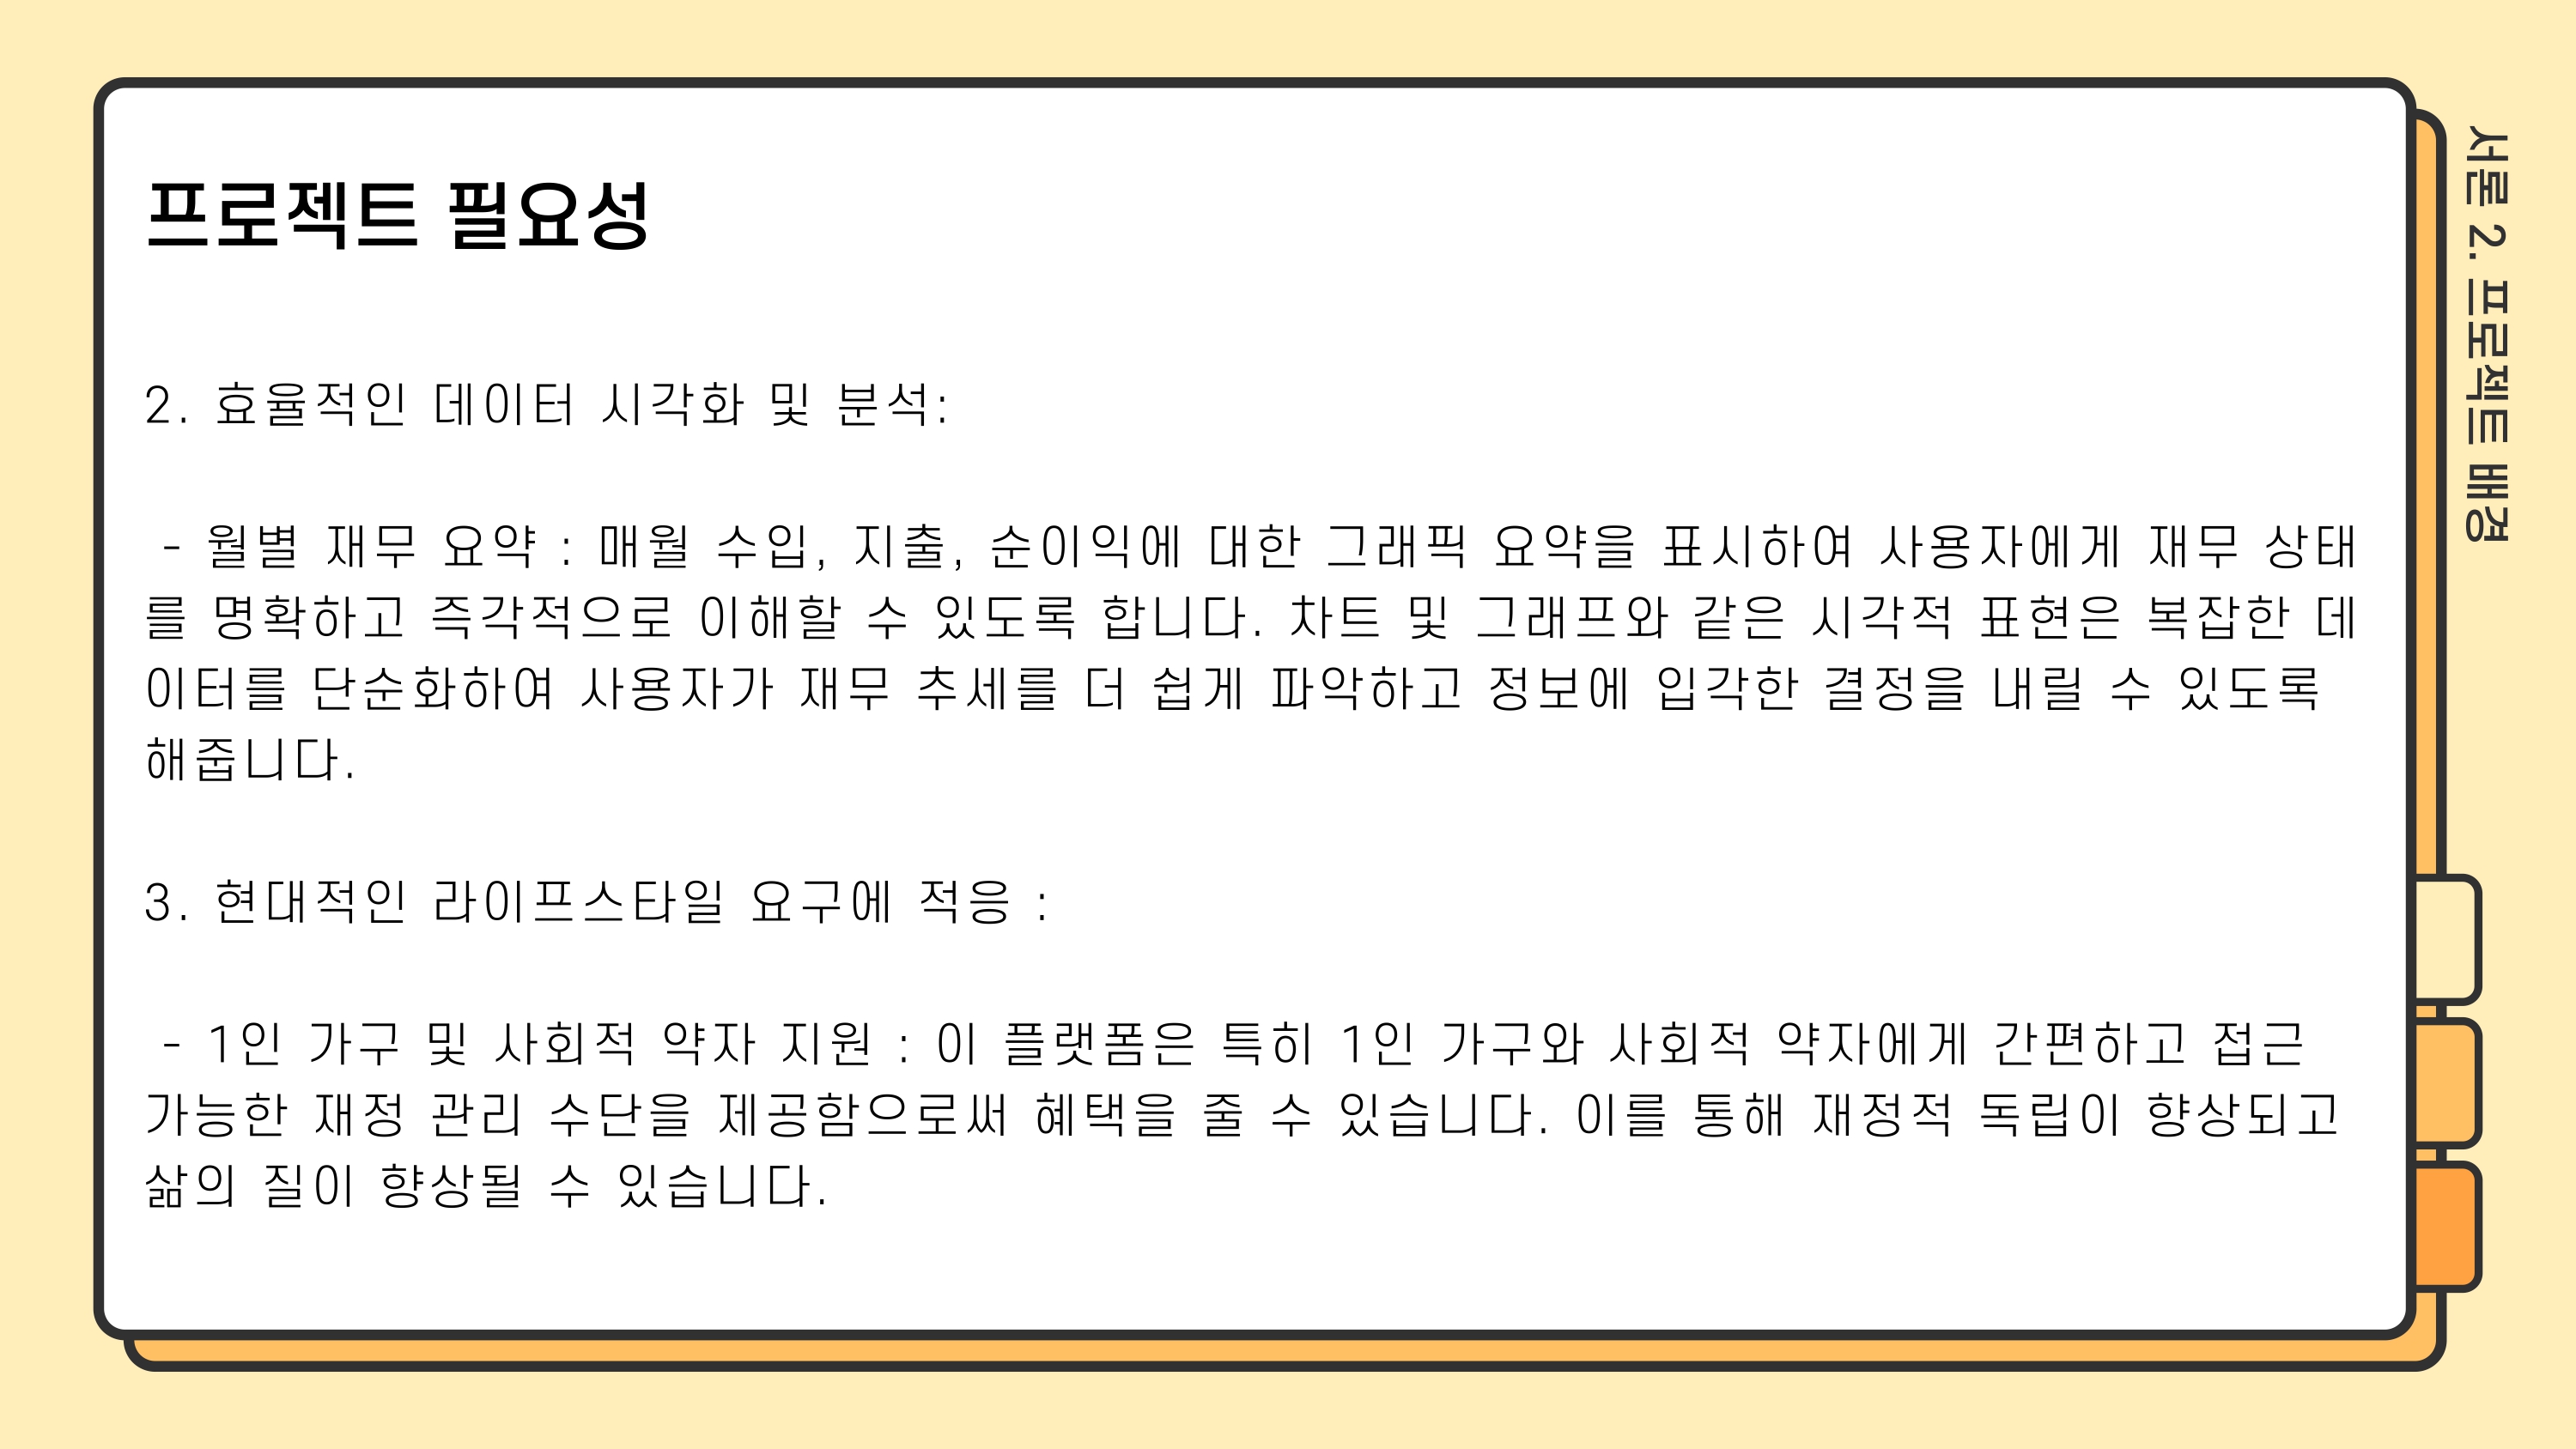 프로젝트 필요성
2. 효율적인 데이터 시각화 및 분석:
- 월별 재무 요약 : 매월 수입, 지출, 순이익에 대한 그래픽 요약을 표시하여 사용자에게 재무 상태
를 명확하고 즉각적으로 이해할 수 있도록 합니다. 차트 및 그래프와 같은 시각적 표현은 복잡한 데
이터를 단순화하여 사용자가 재무 추세를 더 쉽게 파악하고 정보에 입각한 결정을 내릴 수 있도록
해줍니다.
3. 현대적인 라이프스타일 요구에 적응 :
- 1인 가구 및 사회적 약자 지원 : 이 플랫폼은 특히 1인 가구와 사회적 약자에게 간편하고 접근
가능한 재정 관리 수단을 제공함으로써 혜택을 줄 수 있습니다. 이를 통해 재정적 독립이 향상되고
삶의 질이 향상될 수 있습니다.
서론 2. 프로젝트 배경